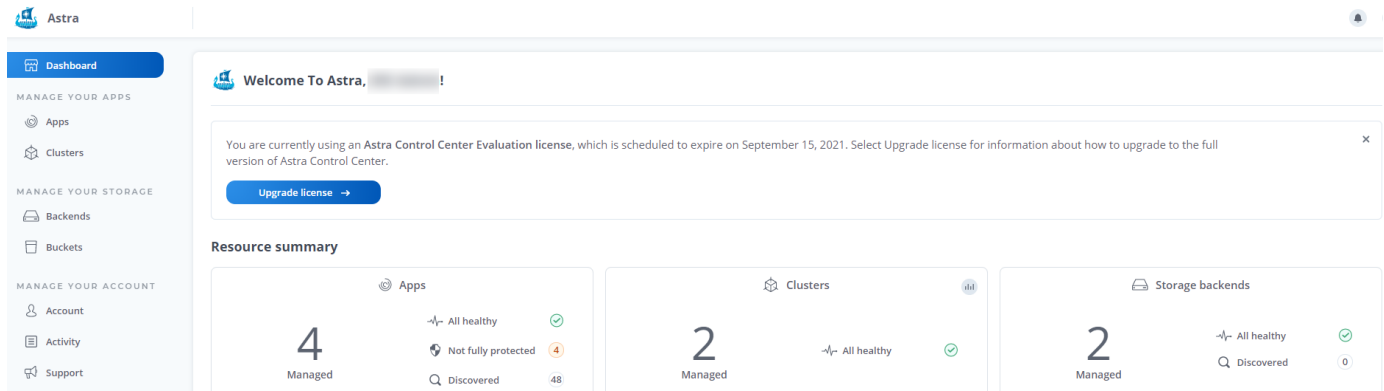 Astra
Dashboard
MANAGE YOUR APPS
Apps
Clusters
MANAGE YOUR STORAGE
Backends
Buckets
MANAGE YOUR ACCOUNT
Account
Activity
Support
Welcome To Astra, !
You are currently using an Astra Control Center Evaluation license, which is scheduled to expire on September 15, 2021. Select Upgrade license for information about how to upgrade to the full
version of Astra Control Center.
Upgrade license →
Resource summary
Apps
4
Managed
All healthy
Not fully protected 4
Discovered 48
Clusters
2
Managed
All healthy
Storage backends
2
Managed
All healthy
Discovered 0